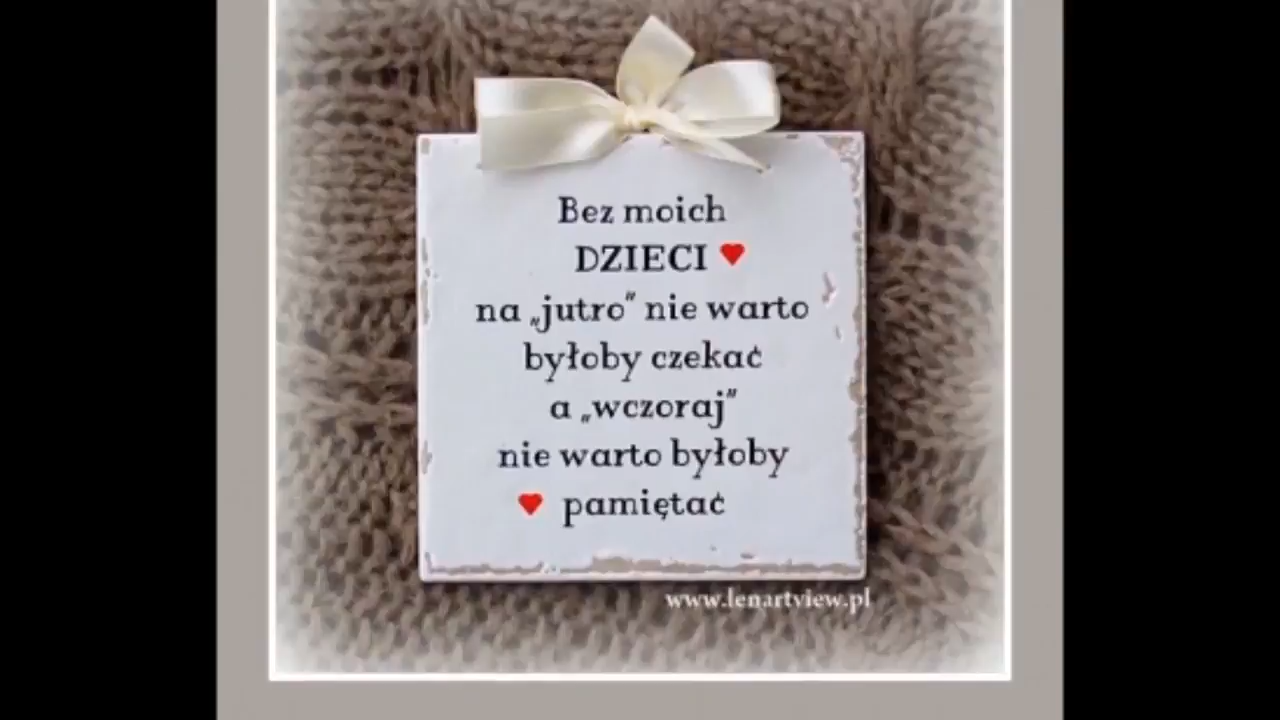 Bez moich
DZIECI ♥
na „jutro” nie warto
byłoby czekać
a „wczoraj”
nie warto byłoby
♥ pamiętać
www.lenartview.pl